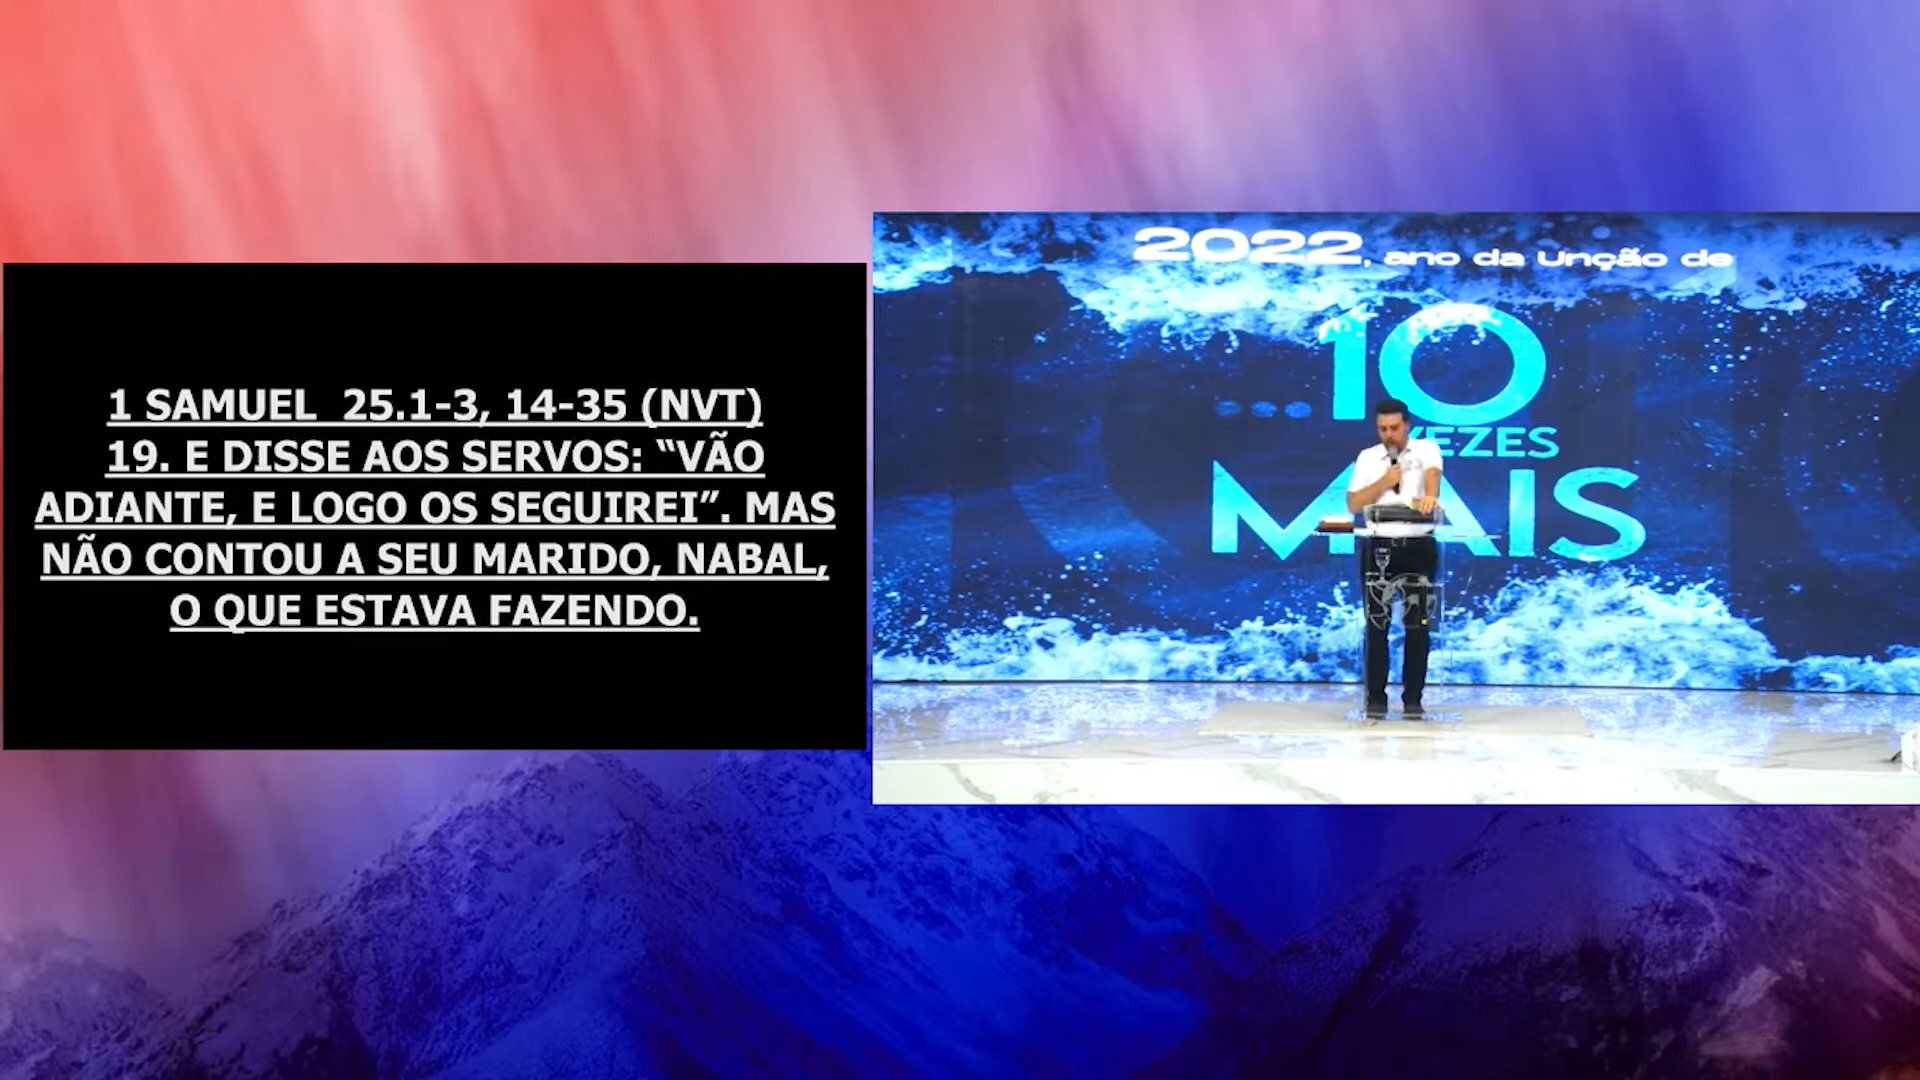 1 SAMUEL 25.1-3, 14-35 (NVT)
19. E DISSE AOS SERVOS: “VÃO
ADIANTE, E LOGO OS SEGUIREI”. MAS
NÃO CONTOU A SEU MARIDO, NABAL,
O QUE ESTAVA FAZENDO.
2022, ano da Unção de
...10
VEZES
MAIS